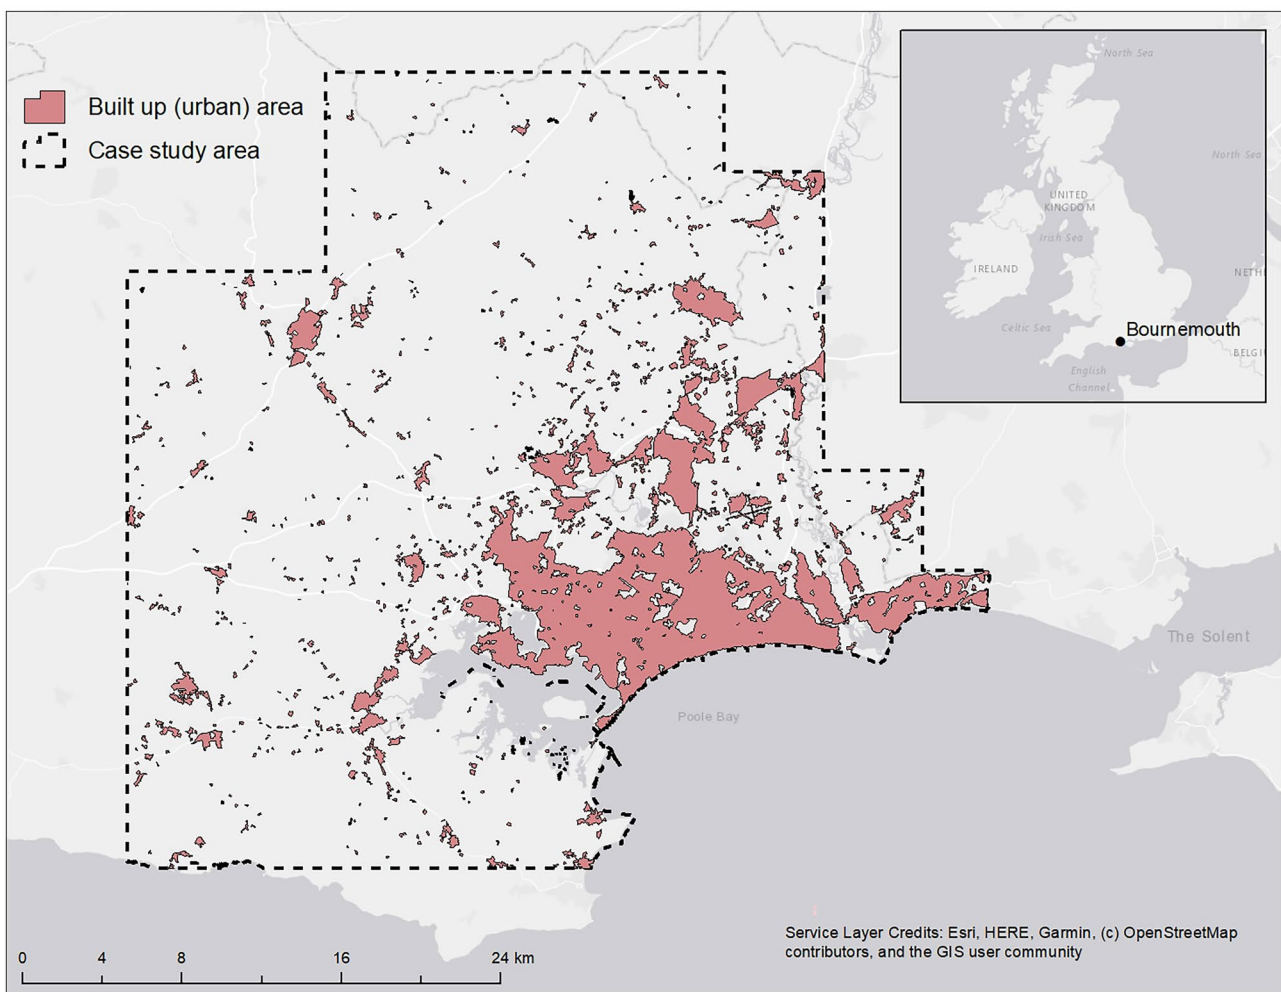 Built up (urban) area
Case study area
North Sea
North Sea
UNITED
KINGDOM
Irish Sea
IRELAND
NETH
Celtic Sea
Bournemouth
BELGI
English
Channel
The Solent
Poole Bay
Service Layer Credits: Esri, HERE, Garmin, (c) OpenStreetMap
contributors, and the GIS user community
0 4 8 16 24 km